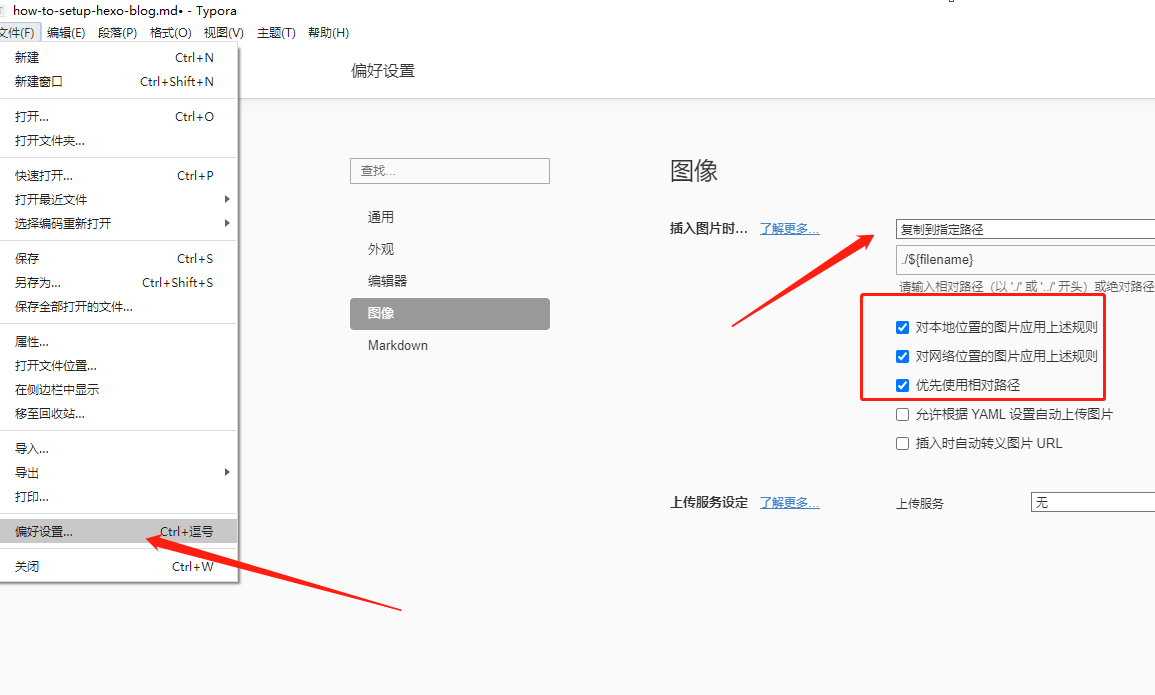 how-to-setup-hexo-blog.md• - Typora
文件(F) 编辑(E) 段落(P) 格式(O) 视图(V) 主题(T) 帮助(H)
新建 Ctrl+N
新建窗口 Ctrl+Shift+N
打开... Ctrl+O
打开文件夹...
快速打开... Ctrl+P
打开最近文件
选择编码重新打开
保存 Ctrl+S
另存为... Ctrl+Shift+S
保存全部打开的文件...
属性...
打开文件位置...
在侧边栏中显示
移至回收站...
导入...
导出
打印...
偏好设置... Ctrl+逗号
关闭 Ctrl+W
偏好设置
查找...
通用
外观
编辑器
图像
Markdown
图像
插入图片时... 了解更多...
复制到指定路径
./${filename}
请输入相对路径（以 './' 或 '../' 开头）或绝对路径
对本地位置的图片应用上述规则
对网络位置的图片应用上述规则
优先使用相对路径
允许根据 YAML 设置自动上传图片
插入时自动转义图片 URL
上传服务设定 了解更多...
上传服务 无